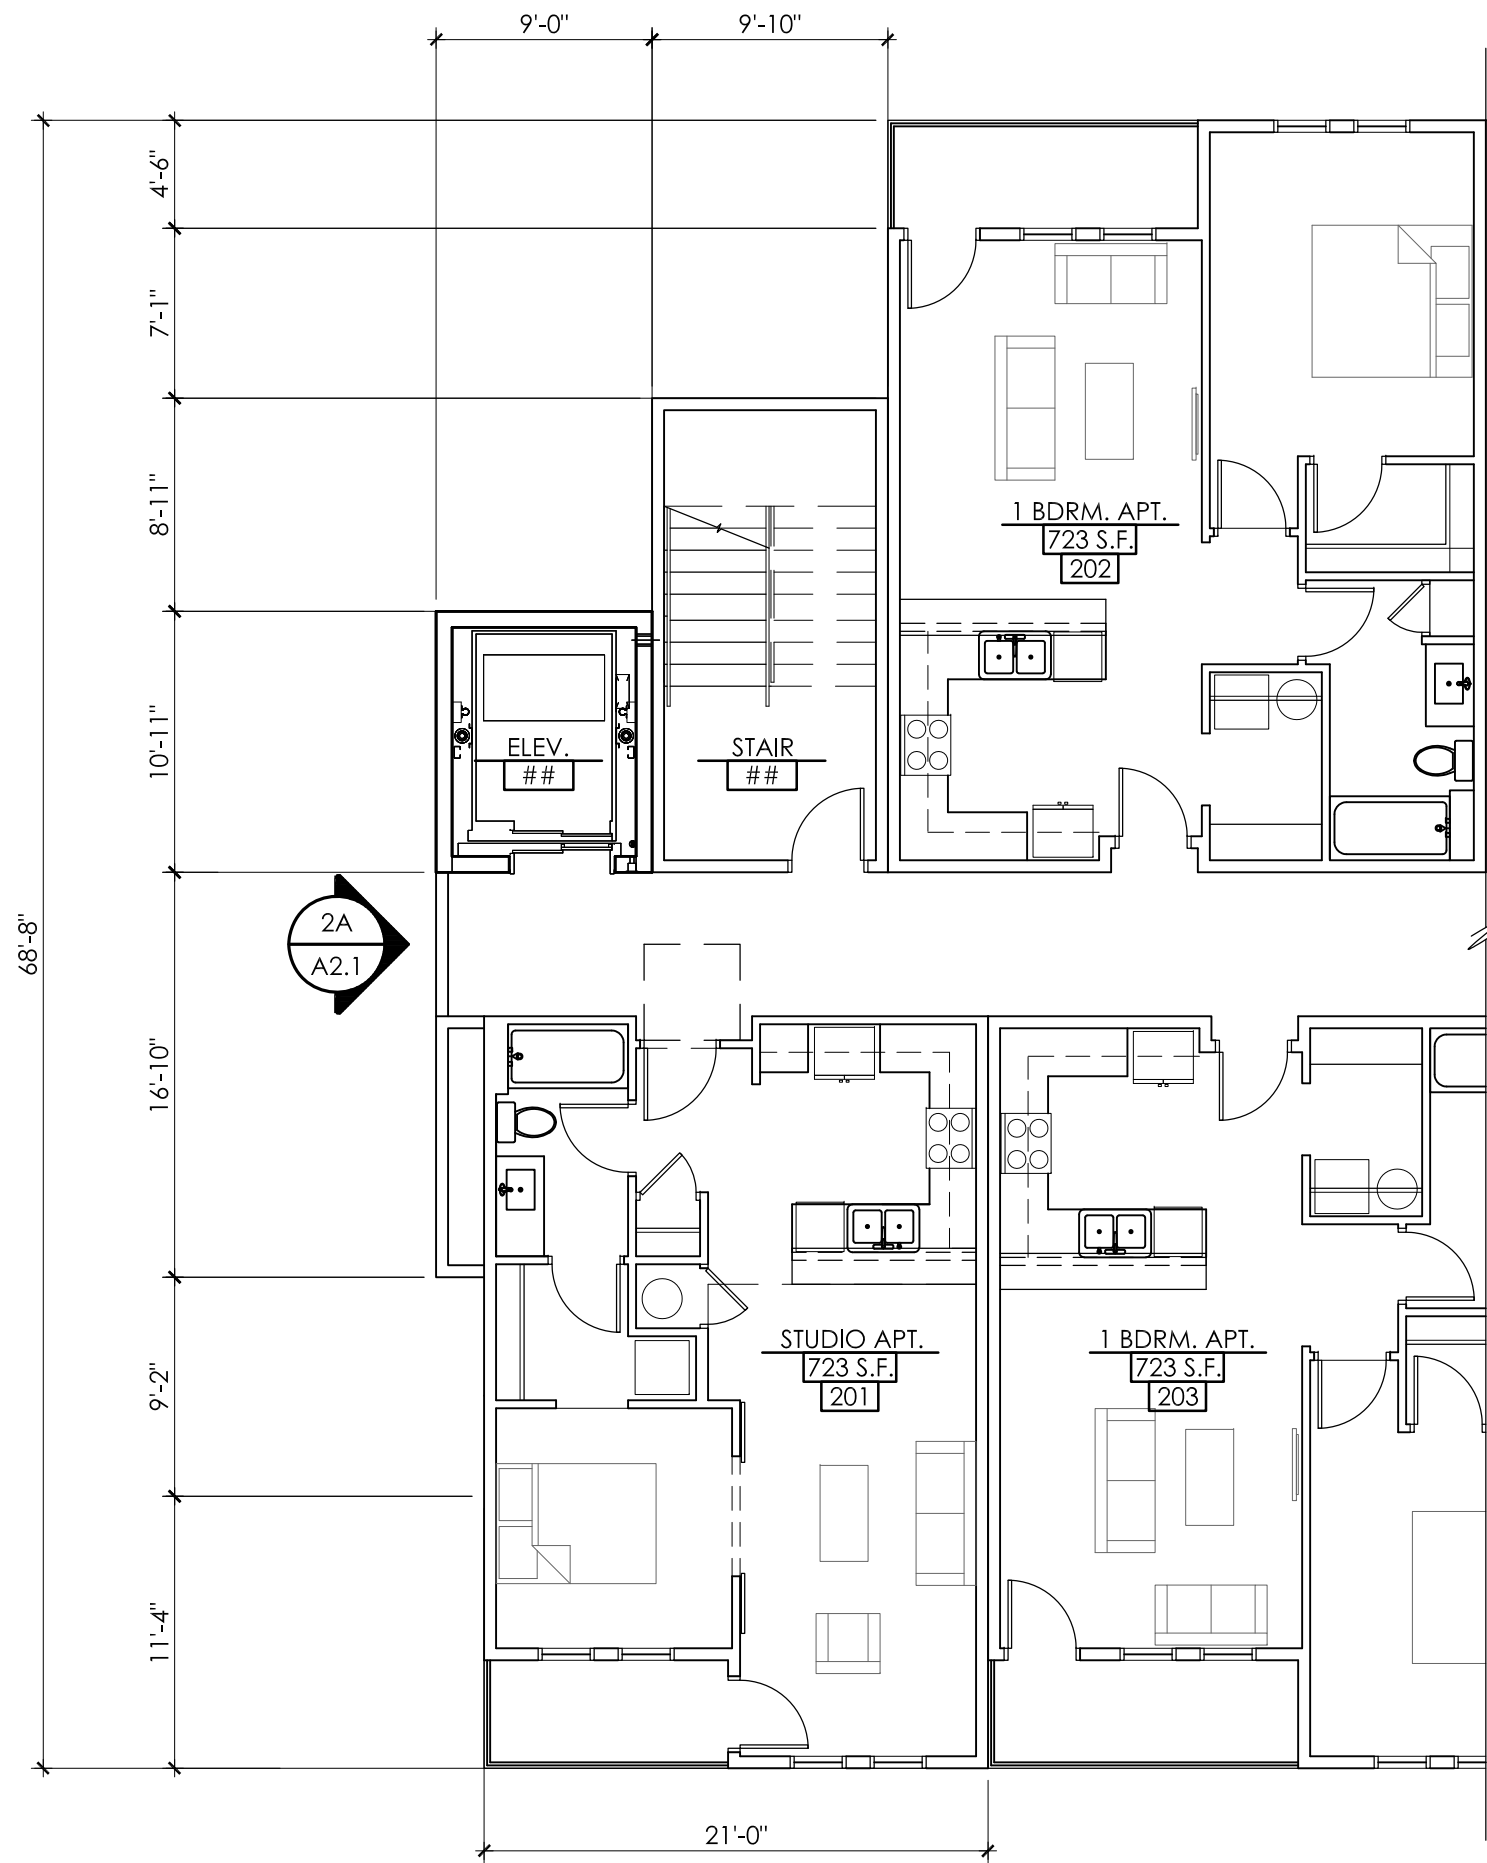 9'-0"
9'-10"
4'-6"
7'-1"
8'-11"
1 BDRM. APT.
723 S.F.
202
10'-11"
ELEV.
##
STAIR
##
68'-8"
2A
A2.1
16'-10"
STUDIO APT.
723 S.F.
201
1 BDRM. APT.
723 S.F.
203
9'-2"
11'-4"
21'-0"